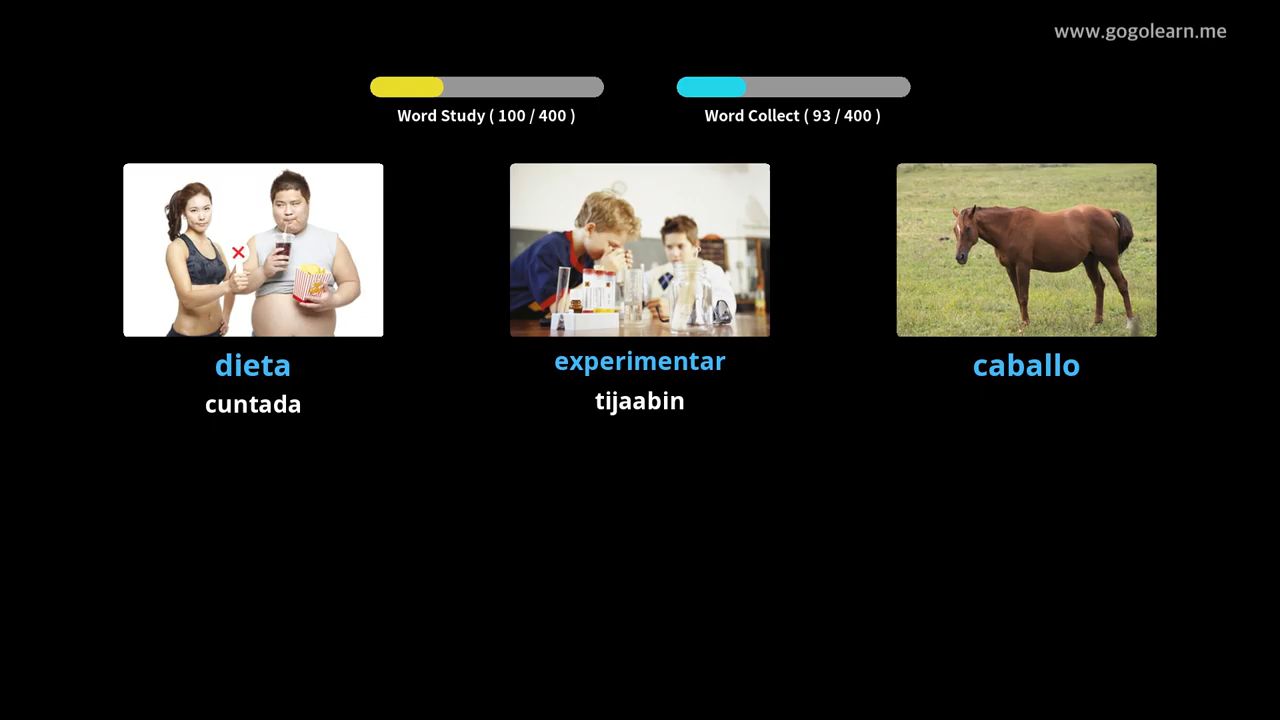 www.gogolearn.me
Word Study ( 100 / 400 )
Word Collect ( 93 / 400 )
dieta
cuntada
experimentar
tijaabin
caballo